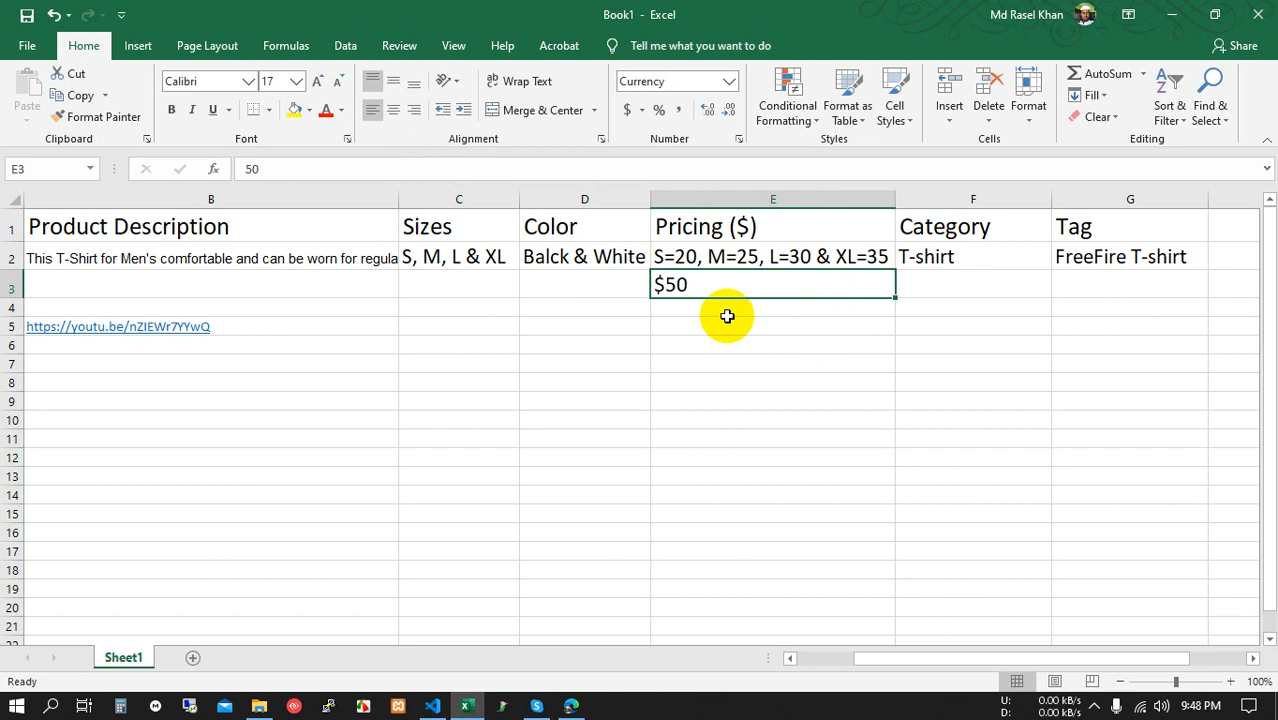 Book1 - Excel
Md Rasel Khan
File Home Insert Page Layout Formulas Data Review View Help Acrobat Tell me what you want to do Share
Paste Cut Calibri 17 Wrap Text Currency Conditional Formatting Format as Table Cell Styles Insert Delete Format AutoSum Sort & Filter Find & Select
Copy B I U A Merge & Center $ % , Fill
Format Painter Clear
Clipboard Font Alignment Number Styles Cells Editing
E3 fx 50
B C D E F G
1 Product Description Sizes Color Pricing ($) Category Tag
2 This T-Shirt for Men's comfortable and can be worn for regula S, M, L & XL Balck & White S=20, M=25, L=30 & XL=35 T-shirt FreeFire T-shirt
3 $50
4
5 https://youtu.be/nZIEWr7YYwQ
6
7
8
9
10
11
12
13
14
15
16
17
18
19
20
21
Sheet1
Ready 100%
U: 0.00 kB/s
D: 0.00 kB/s
9:48 PM